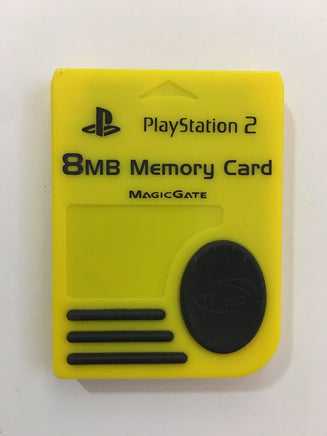 PlayStation 2
8MB Memory Card
MagicGate